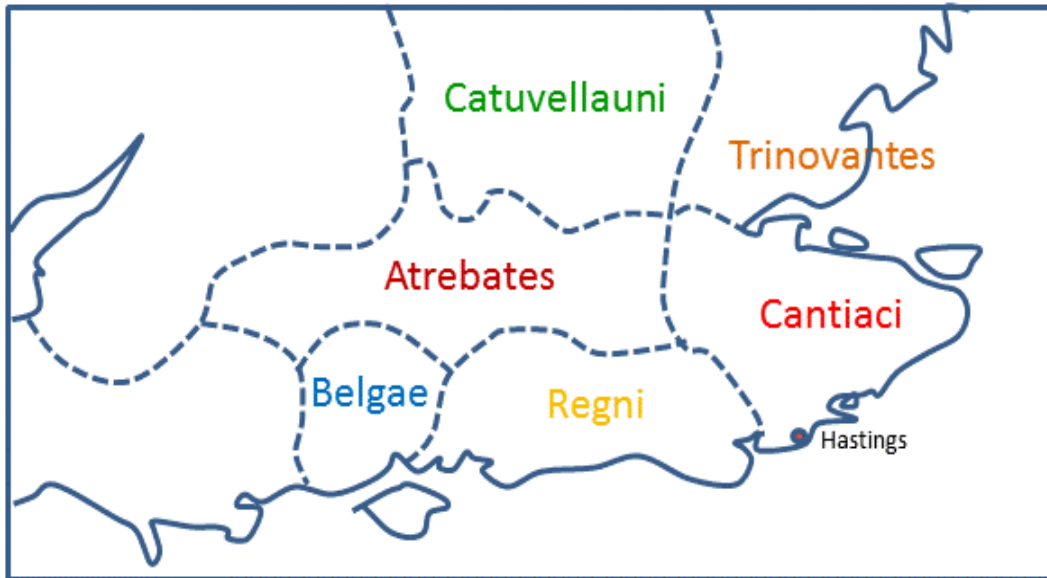 Catuvellauni
Trinovantes
Atrebates
Cantiaci
Belgae
Regni
Hastings